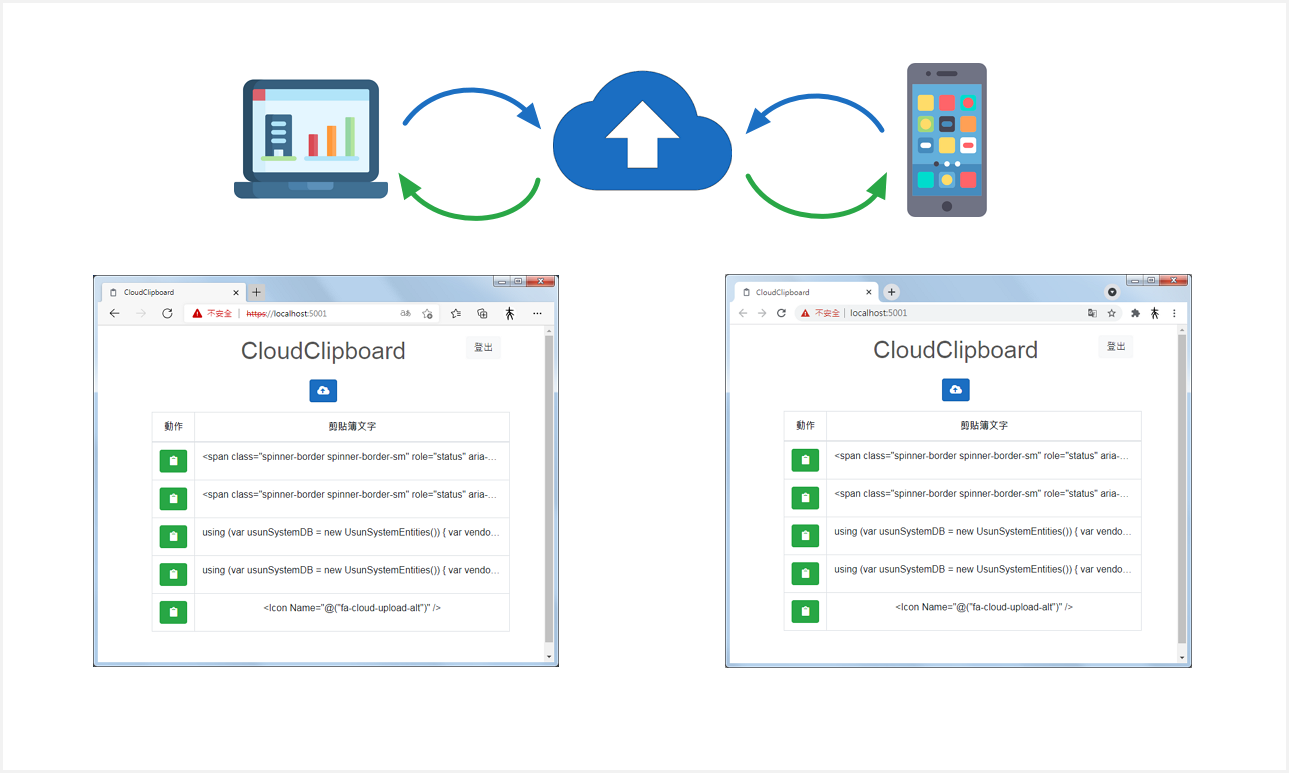 CloudClipboard
不安全 https://localhost:5001 aあ
CloudClipboard 登出
動作 剪貼簿文字
<span class="spinner-border spinner-border-sm" role="status" aria-...
<span class="spinner-border spinner-border-sm" role="status" aria-...
using (var usunSystemDB = new UsunSystemEntities()) { var vendo...
using (var usunSystemDB = new UsunSystemEntities()) { var vendo...
<Icon Name="@("fa-cloud-upload-alt")" />
CloudClipboard
不安全 localhost:5001
CloudClipboard 登出
動作 剪貼簿文字
<span class="spinner-border spinner-border-sm" role="status" aria-...
<span class="spinner-border spinner-border-sm" role="status" aria-...
using (var usunSystemDB = new UsunSystemEntities()) { var vendo...
using (var usunSystemDB = new UsunSystemEntities()) { var vendo...
<Icon Name="@("fa-cloud-upload-alt")" />